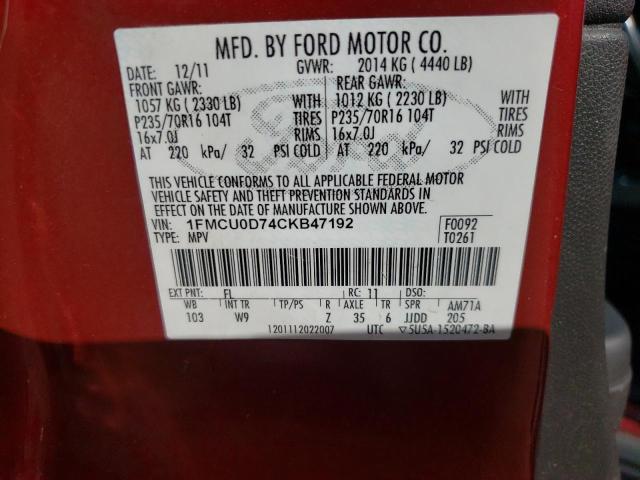 MFD. BY FORD MOTOR CO.
DATE: 12/11 GVWR: 2014 KG ( 4440 LB)
FRONT GAWR: REAR GAWR:
1057 KG ( 2330 LB) WITH 1012 KG ( 2230 LB) WITH
P235/70R16 104T TIRES P235/70R16 104T TIRES
16x7.0J RIMS 16x7.0J RIMS
AT 220 kPa/ 32 PSI COLD AT 220 kPa/ 32 PSI COLD
THIS VEHICLE CONFORMS TO ALL APPLICABLE FEDERAL MOTOR
VEHICLE SAFETY AND THEFT PREVENTION STANDARDS IN
EFFECT ON THE DATE OF MANUFACTURE SHOWN ABOVE.
VIN: 1FMCU0D74CKB47192 F0092
TYPE: MPV T0261
EXT PNT: FL RC: 11 DSO:
WB INT TR TP/PS R AXLE TR SPR AM71A
103 W9 Z 35 6 JJDD 205
1201112022007 UTC ▽5U5A-1520472-BA
Ford